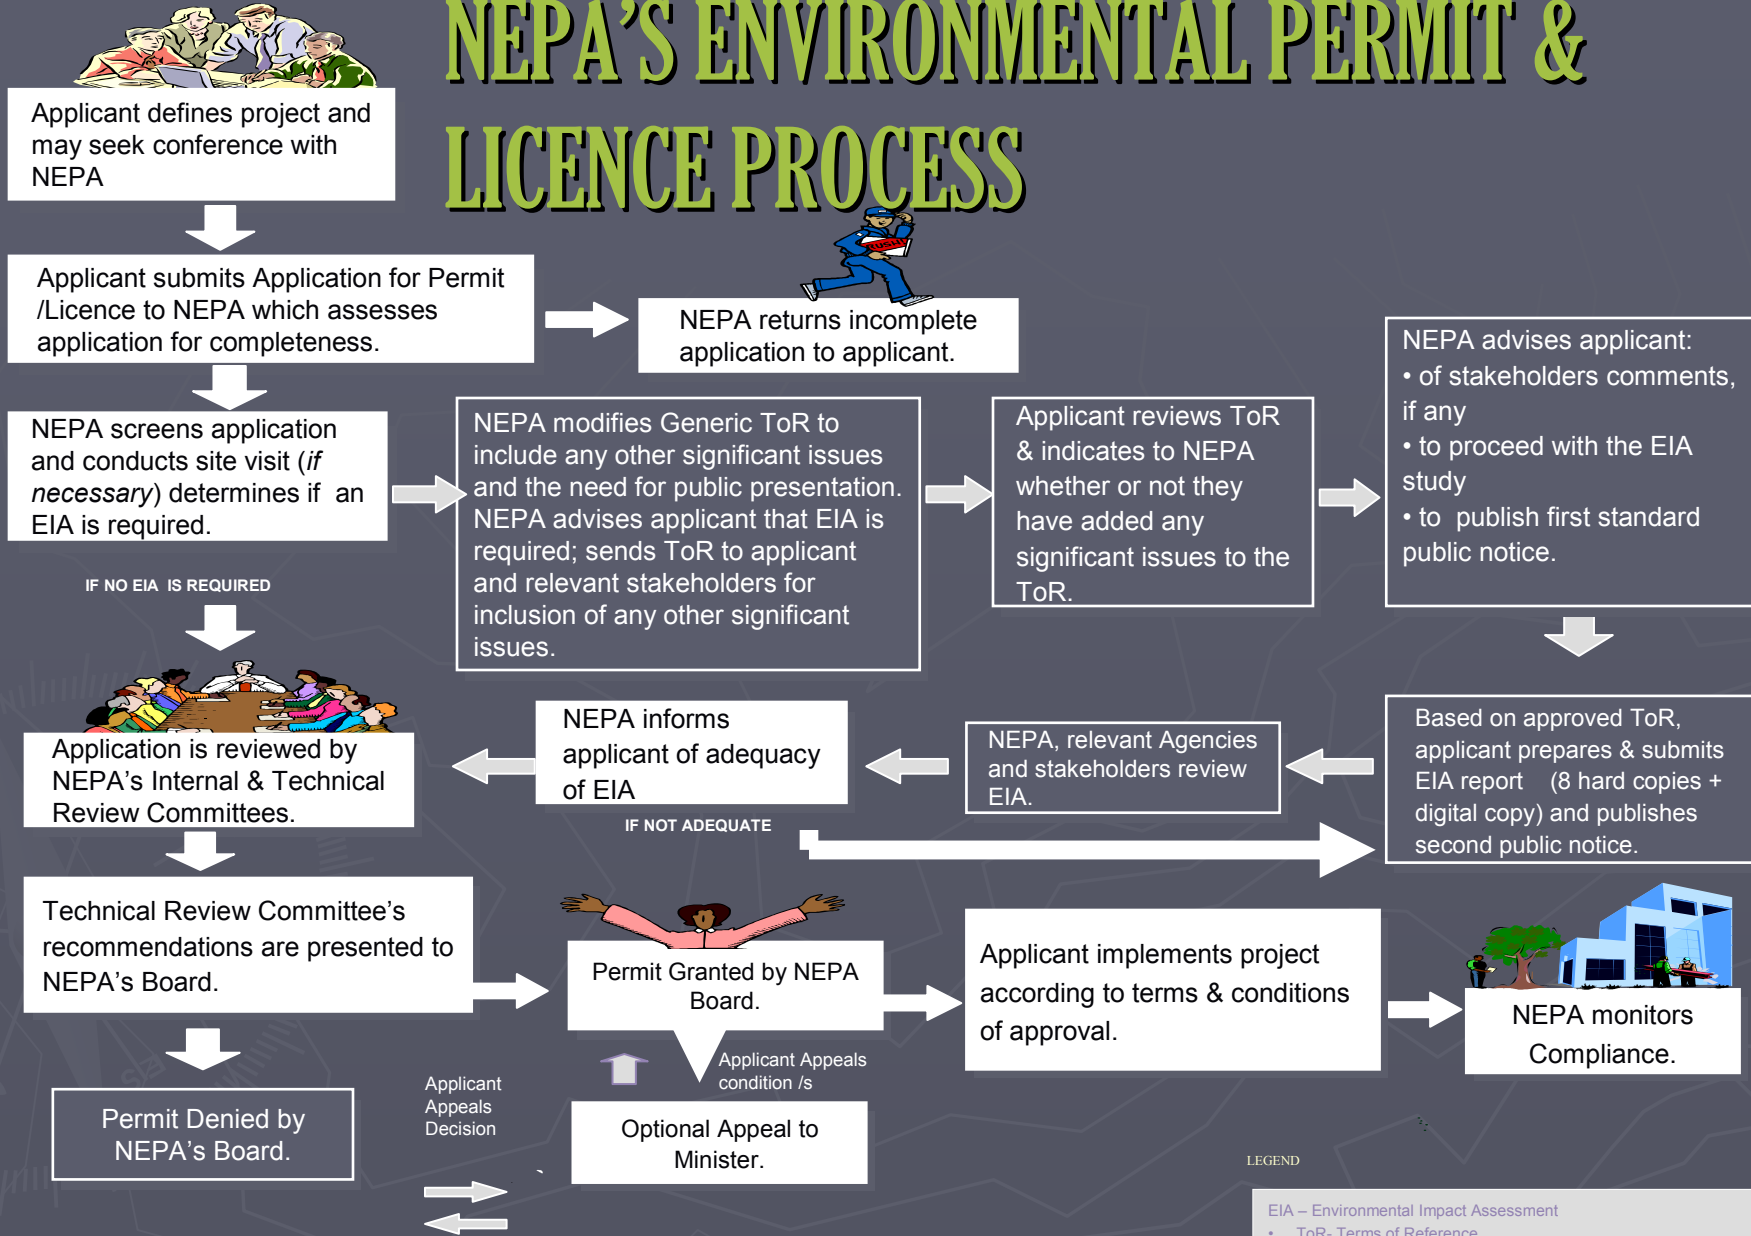 NEPA'S ENVIRONMENTAL PERMIT &
LICENCE PROCESS
Applicant defines project and
may seek conference with
NEPA
Applicant submits Application for Permit
/Licence to NEPA which assesses
application for completeness.
RUSH!
NEPA returns incomplete
application to applicant.
NEPA screens application
and conducts site visit (if
necessary) determines if an
EIA is required.
NEPA modifies Generic ToR to
include any other significant issues
and the need for public presentation.
NEPA advises applicant that EIA is
required; sends ToR to applicant
and relevant stakeholders for
inclusion of any other significant
issues.
Applicant reviews ToR
& indicates to NEPA
whether or not they
have added any
significant issues to the
ToR.
NEPA advises applicant:
• of stakeholders comments,
if any
• to proceed with the EIA
study
• to publish first standard
public notice.
IF NO EIA IS REQUIRED
Application is reviewed by
NEPA's Internal & Technical
Review Committees.
NEPA informs
applicant of adequacy
of EIA
NEPA, relevant Agencies
and stakeholders review
EIA.
Based on approved ToR,
applicant prepares & submits
EIA report (8 hard copies +
digital copy) and publishes
second public notice.
IF NOT ADEQUATE
Technical Review Committee's
recommendations are presented to
NEPA's Board.
Permit Granted by NEPA
Board.
Applicant implements project
according to terms & conditions
of approval.
NEPA monitors
Compliance.
Applicant Appeals
condition /s
Applicant
Appeals
Decision
Permit Denied by
NEPA's Board.
Optional Appeal to
Minister.
LEGEND
EIA – Environmental Impact Assessment
• ToR- Terms of Reference